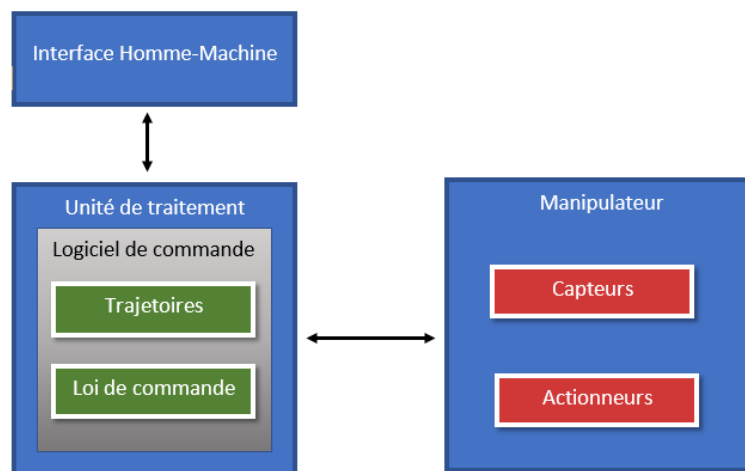 Interface Homme-Machine
Unité de traitement
Logiciel de commande
Trajetoires
Loi de commande
Manipulateur
Capteurs
Actionneurs